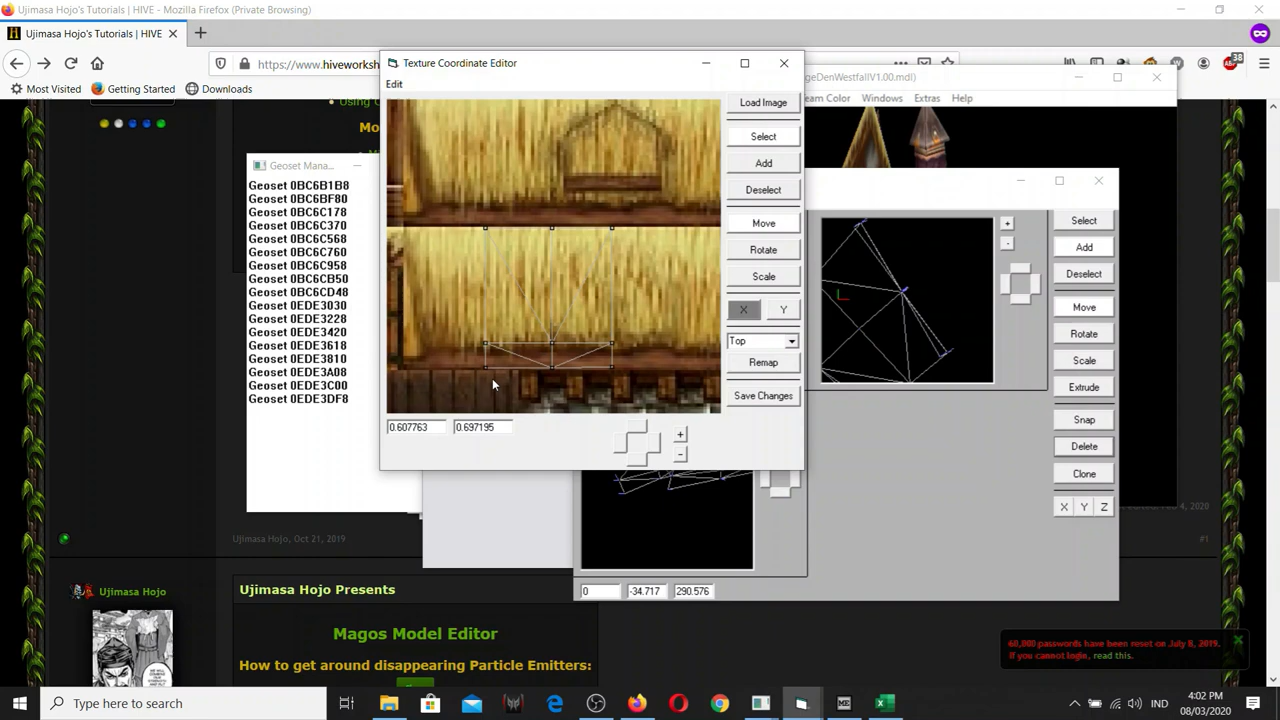 Ujimasa Hojo's Tutorials | HIVE - Mozilla Firefox (Private Browsing)
Ujimasa Hojo's Tutorials | HIVE
https://www.hiveworksh
38
Most Visited
Getting Started
Downloads
Texture Coordinate Editor
Edit
geDenWestfallV1.00.mdl)
eam Color
Windows
Extras
Help
Using
Mo
Geoset Mana...
Geoset 0BC6B1B8
Geoset 0BC6BF80
Geoset 0BC6C178
Geoset 0BC6C370
Geoset 0BC6C568
Geoset 0BC6C760
Geoset 0BC6C958
Geoset 0BC6CB50
Geoset 0BC6CD48
Geoset 0EDE3030
Geoset 0EDE3228
Geoset 0EDE3420
Geoset 0EDE3618
Geoset 0EDE3810
Geoset 0EDE3A08
Geoset 0EDE3C00
Geoset 0EDE3DF8
Load Image
Select
Add
Deselect
Move
Rotate
Scale
X
Y
Top
Remap
Save Changes
0.607763
0.697195
+
-
+
-
Select
Add
Deselect
Move
Rotate
Scale
Extrude
Snap
Delete
Clone
X
Y
Z
0
-34.717
290.576
4, 2020
Ujimasa Hojo, Oct 21, 2019
#1
Ujimasa Hojo
Ujimasa Hojo Presents
Magos Model Editor
How to get around disappearing Particle Emitters:
60,000 passwords have been reset on July 8, 2019.
If you cannot login, read this.
Type here to search
IND
4:02 PM
08/03/2020